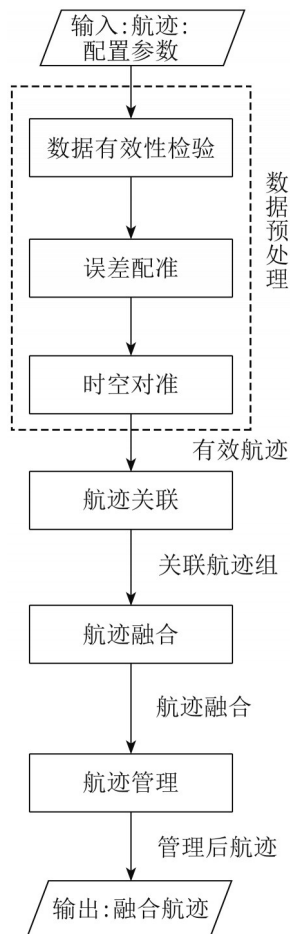 输入:航迹:
配置参数
数据有效性检验
误差配准
时空对准
数据预处理
有效航迹
航迹关联
关联航迹组
航迹融合
航迹融合
航迹管理
管理后航迹
输出:融合航迹